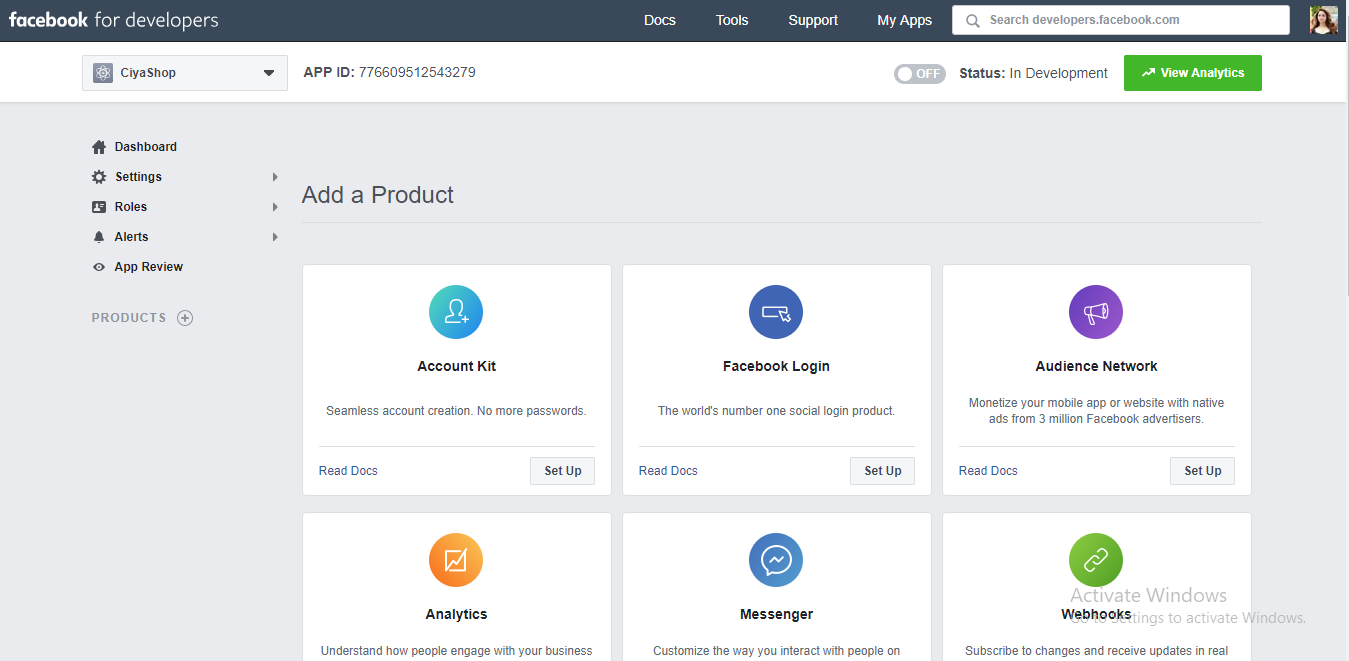 facebook for developers
Docs
Tools
Support
My Apps
Search developers.facebook.com
CiyaShop
APP ID: 776609512543279
OFF
Status: In Development
View Analytics
Dashboard
Settings
Roles
Alerts
App Review
PRODUCTS
Add a Product
Account Kit
Seamless account creation. No more passwords.
Read Docs
Set Up
Facebook Login
The world's number one social login product.
Read Docs
Set Up
Audience Network
Monetize your mobile app or website with native
ads from 3 million Facebook advertisers.
Read Docs
Set Up
Analytics
Understand how people engage with your business
Messenger
Customize the way you interact with people on
Webhooks
Subscribe to changes and receive updates in real
Activate Windows
Go to Settings to activate Windows.